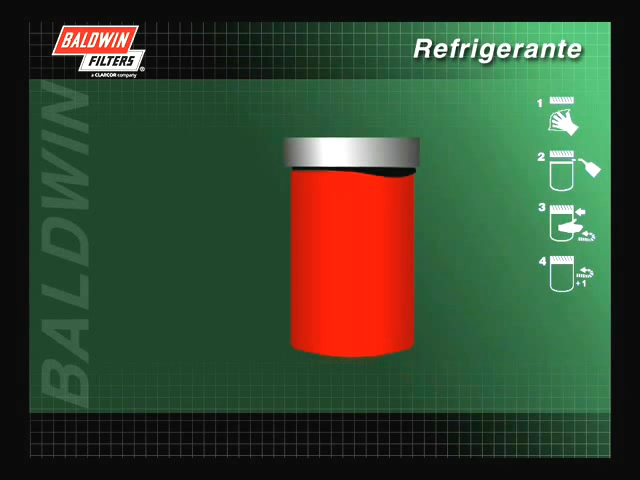 BALDWIN
FILTERS®
a CLARCOR company
Refrigerante
BALDWIN
1
2
3
4
+1